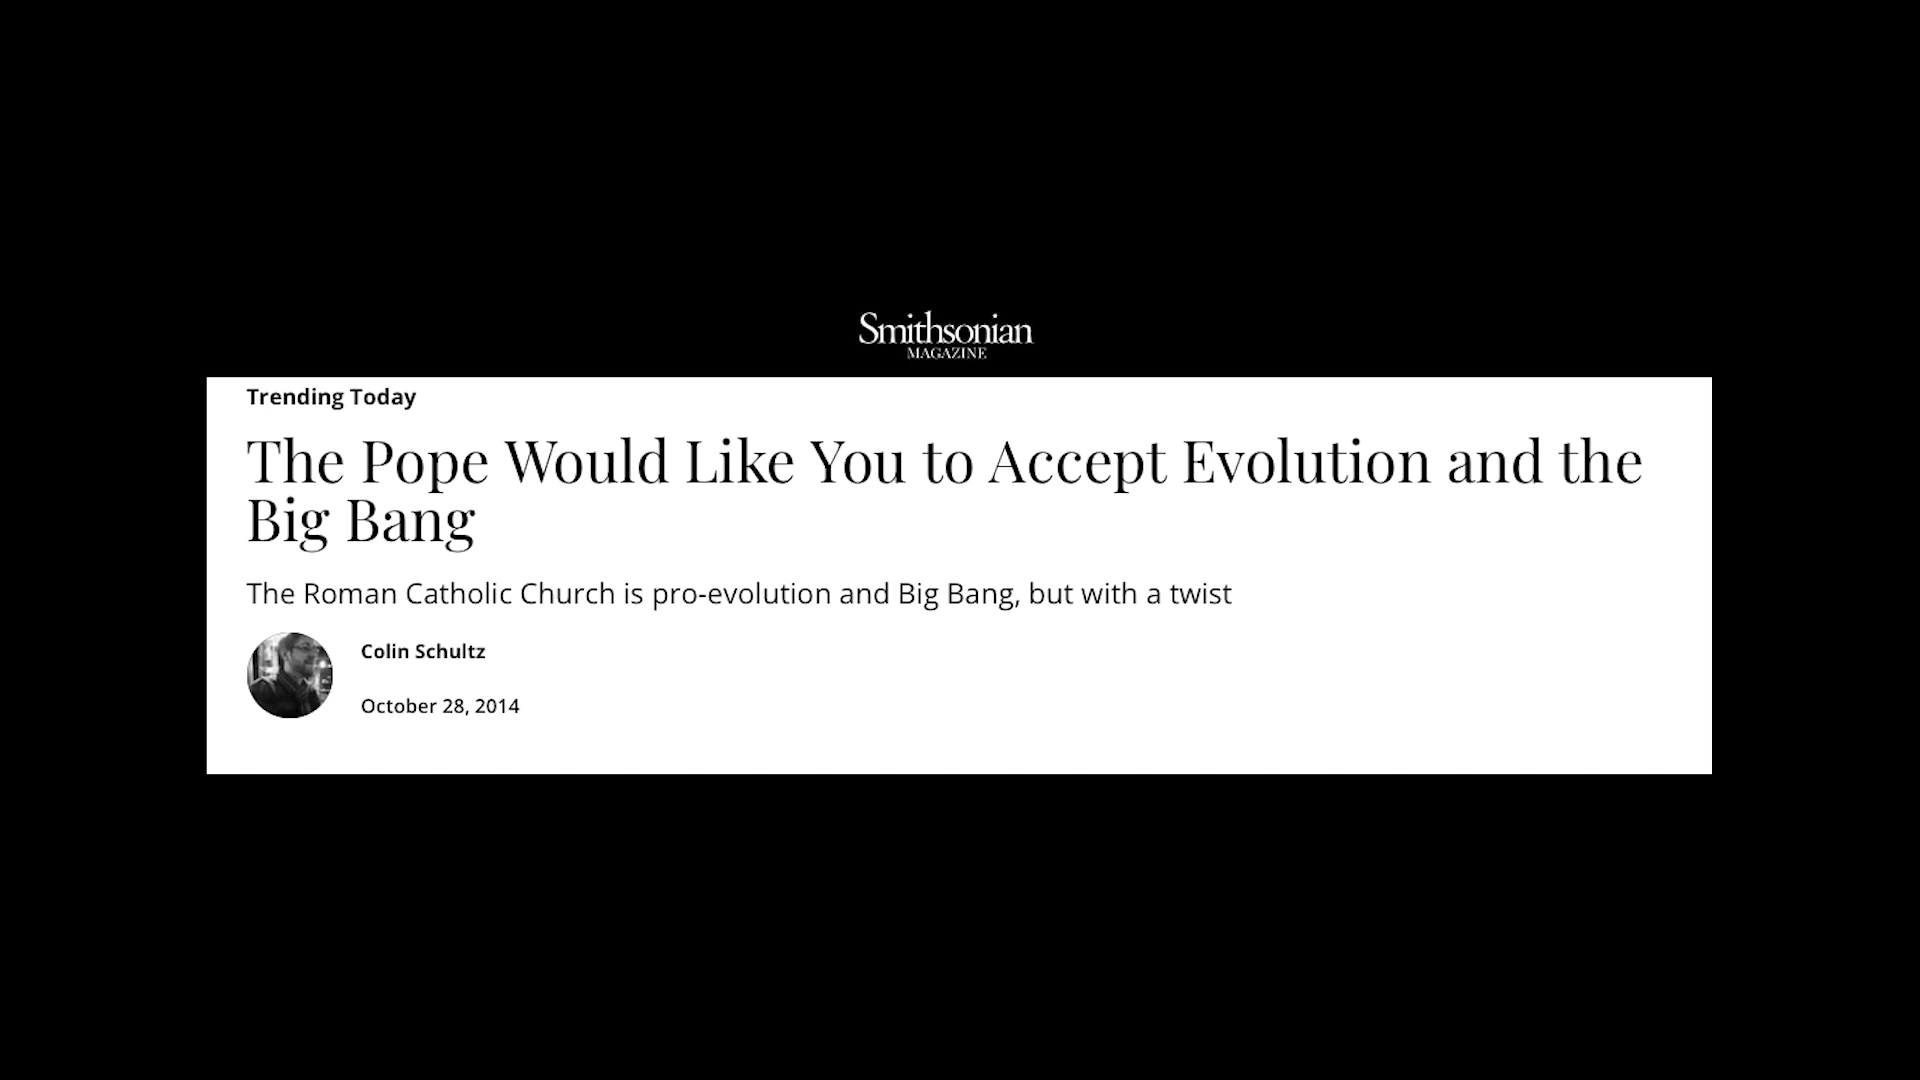 Smithsonian
MAGAZINE
Trending Today
The Pope Would Like You to Accept Evolution and the
Big Bang
The Roman Catholic Church is pro-evolution and Big Bang, but with a twist
Colin Schultz
October 28, 2014